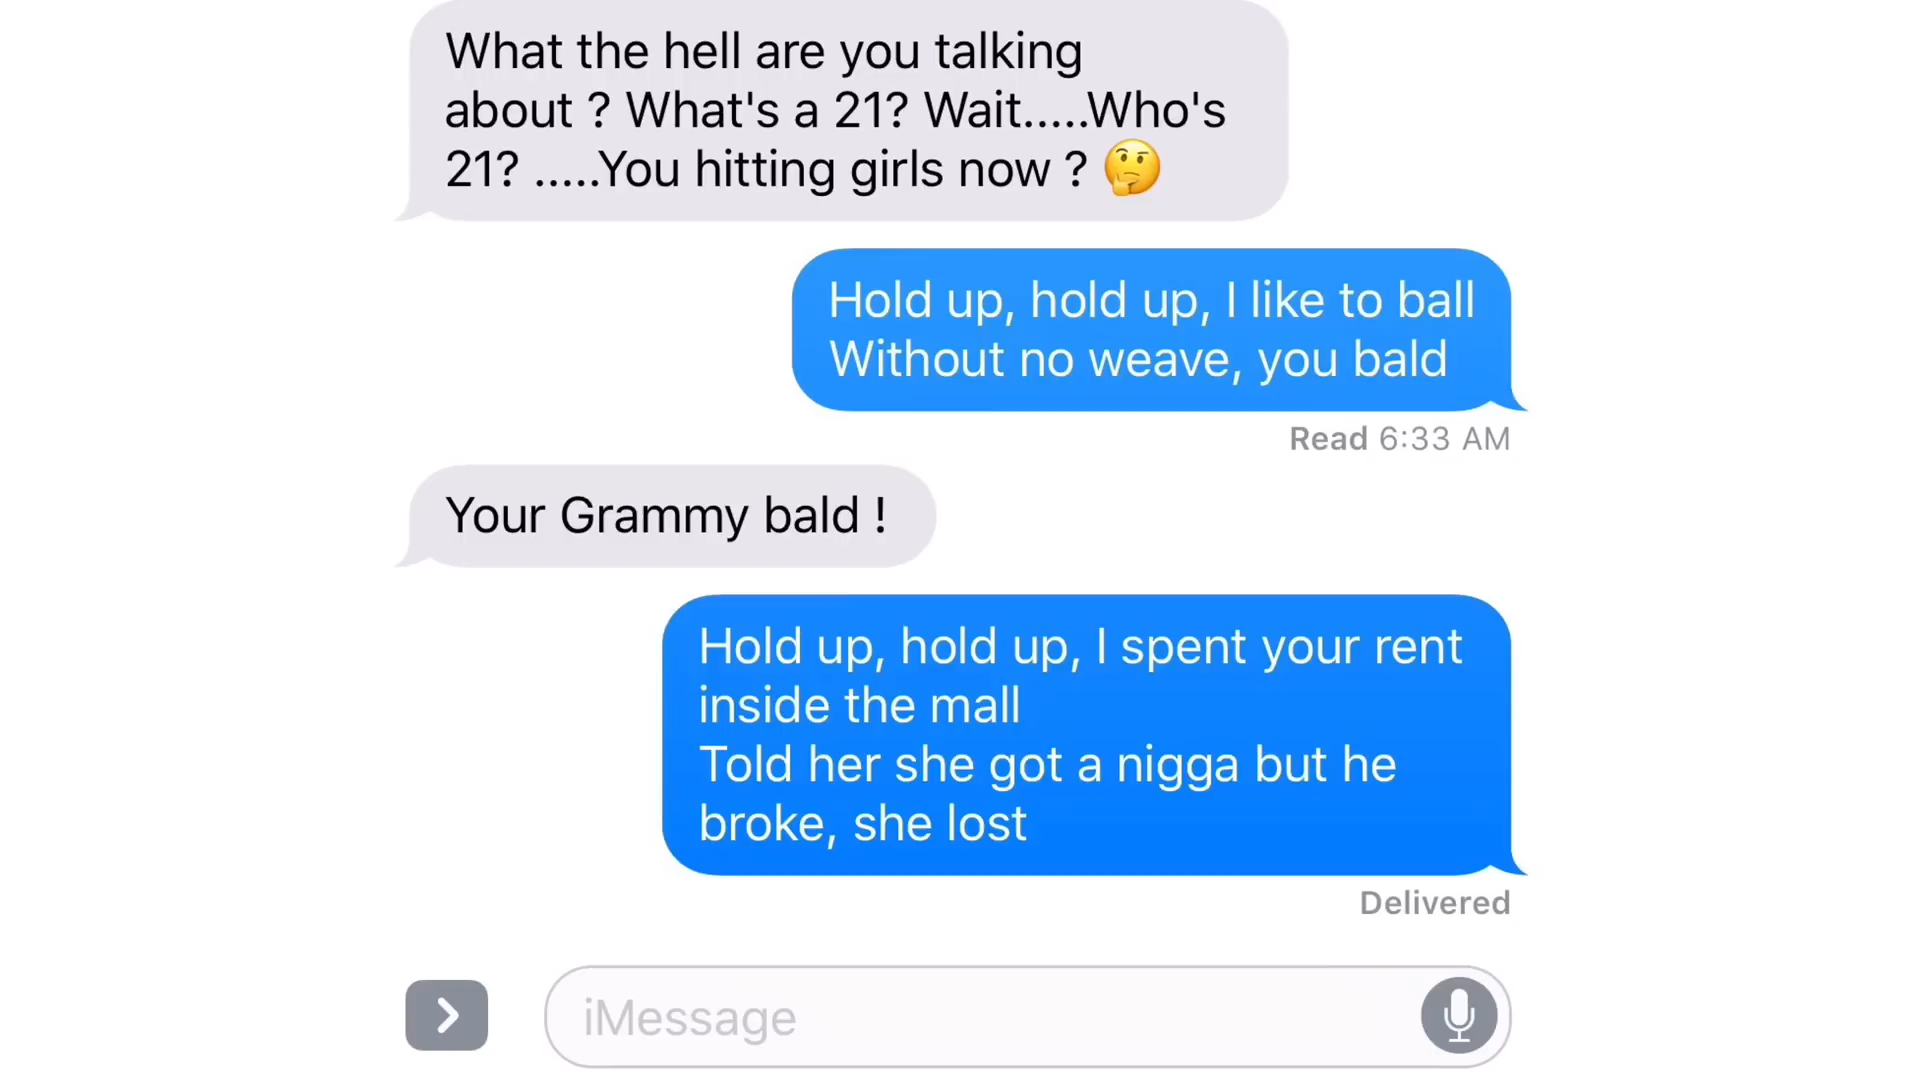 What the hell are you talking
about ? What's a 21? Wait.....Who's
21? .....You hitting girls now ? 🤔
Hold up, hold up, I like to ball
Without no weave, you bald
Read 6:33 AM
Your Grammy bald !
Hold up, hold up, I spent your rent
inside the mall
Told her she got a nigga but he
broke, she lost
Delivered
iMessage